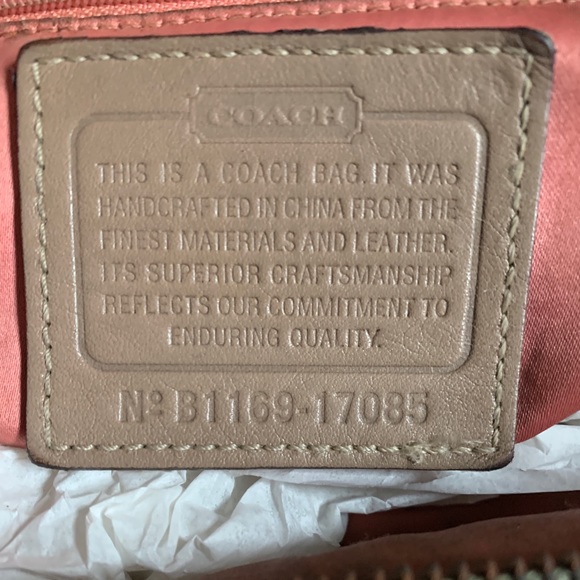 COACH
THIS IS A COACH BAG. IT WAS
HANDCRAFTED IN CHINA FROM THE
FINEST MATERIALS AND LEATHER.
ITS SUPERIOR CRAFTSMANSHIP
REFLECTS OUR COMMITMENT TO
ENDURING QUALITY.
Nº B1169-17085